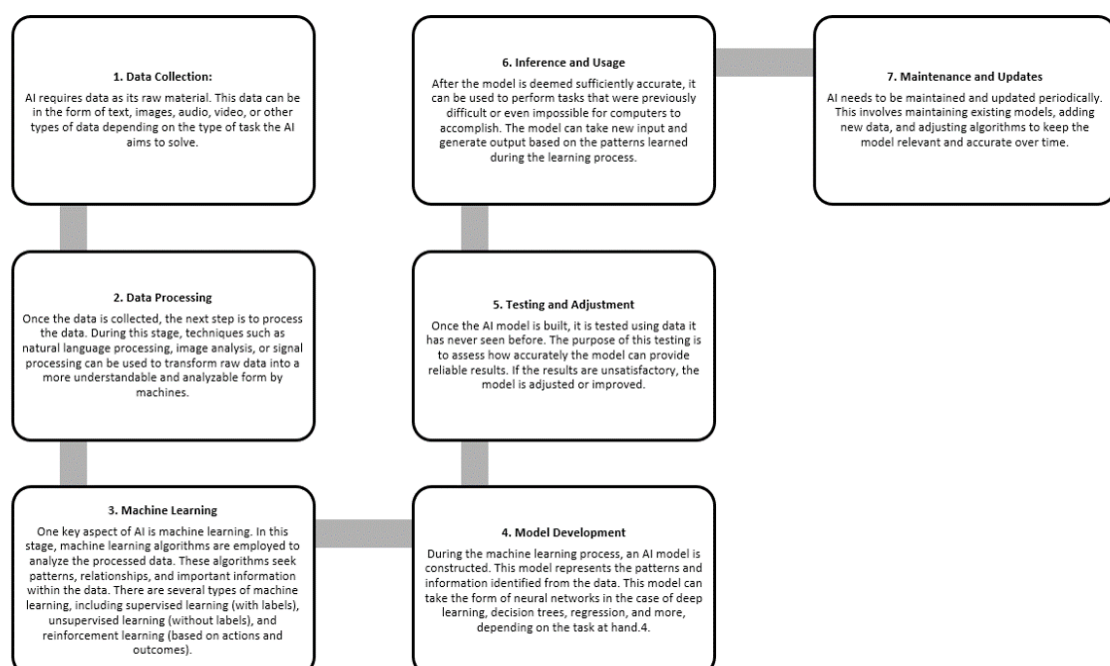 1. Data Collection:
AI requires data as its raw material. This data can be
in the form of text, images, audio, video, or other
types of data depending on the type of task the AI
aims to solve.
2. Data Processing
Once the data is collected, the next step is to process
the data. During this stage, techniques such as
natural language processing, image analysis, or signal
processing can be used to transform raw data into a
more understandable and analyzable form by
machines.
3. Machine Learning
One key aspect of AI is machine learning. In this
stage, machine learning algorithms are employed to
analyze the processed data. These algorithms seek
patterns, relationships, and important information
within the data. There are several types of machine
learning, including supervised learning (with labels),
unsupervised learning (without labels), and
reinforcement learning (based on actions and
outcomes).
4. Model Development
During the machine learning process, an AI model is
constructed. This model represents the patterns and
information identified from the data. This model can
take the form of neural networks in the case of deep
learning, decision trees, regression, and more,
depending on the task at hand.4.
5. Testing and Adjustment
Once the AI model is built, it is tested using data it
has never seen before. The purpose of this testing is
to assess how accurately the model can provide
reliable results. If the results are unsatisfactory, the
model is adjusted or improved.
6. Inference and Usage
After the model is deemed sufficiently accurate, it
can be used to perform tasks that were previously
difficult or even impossible for computers to
accomplish. The model can take new input and
generate output based on the patterns learned
during the learning process.
7. Maintenance and Updates
AI needs to be maintained and updated periodically.
This involves maintaining existing models, adding
new data, and adjusting algorithms to keep the
model relevant and accurate over time.